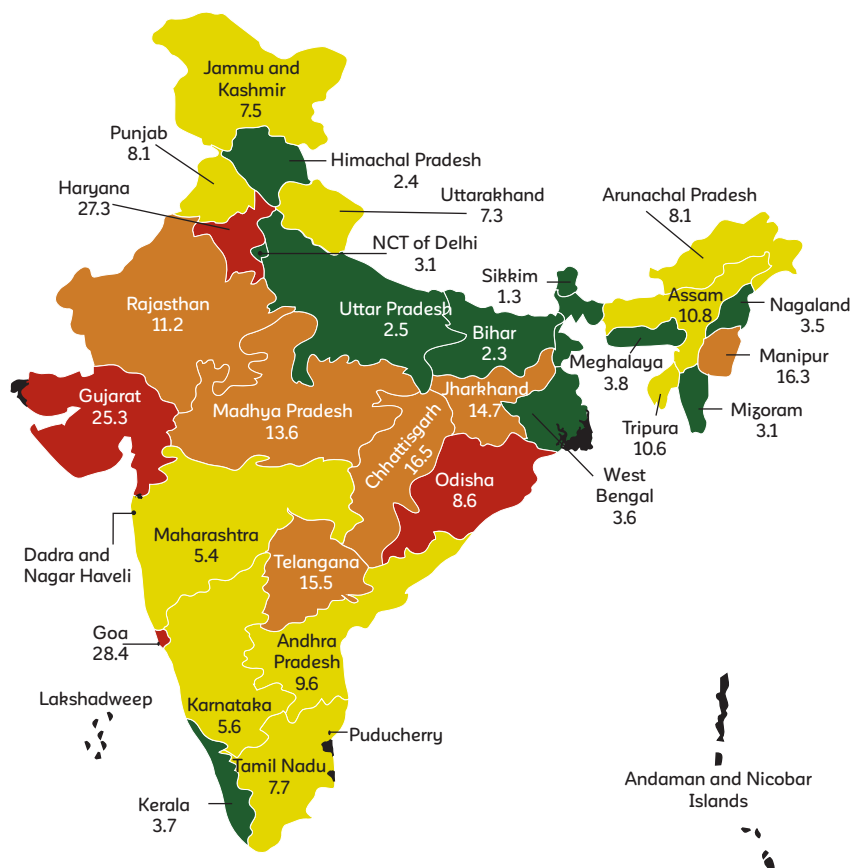 Jammu and
Kashmir
7.5
Punjab
8.1
Himachal Pradesh
2.4
Haryana
27.3
Uttarakhand
7.3
Arunachal Pradesh
8.1
NCT of Delhi
3.1
Sikkim
1.3
Rajasthan
11.2
Uttar Pradesh
2.5
Bihar
2.3
Assam
10.8
Nagaland
3.5
Meghalaya
3.8
Manipur
16.3
Gujarat
25.3
Madhya Pradesh
13.6
Jharkhand
14.7
Chhattisgarh
16.5
Tripura
10.6
Mizoram
3.1
West
Bengal
3.6
Odisha
8.6
Maharashtra
5.4
Dadra and
Nagar Haveli
Telangana
15.5
Goa
28.4
Andhra
Pradesh
9.6
Lakshadweep
Karnataka
5.6
Puducherry
Tamil Nadu
7.7
Andaman and Nicobar
Islands
Kerala
3.7